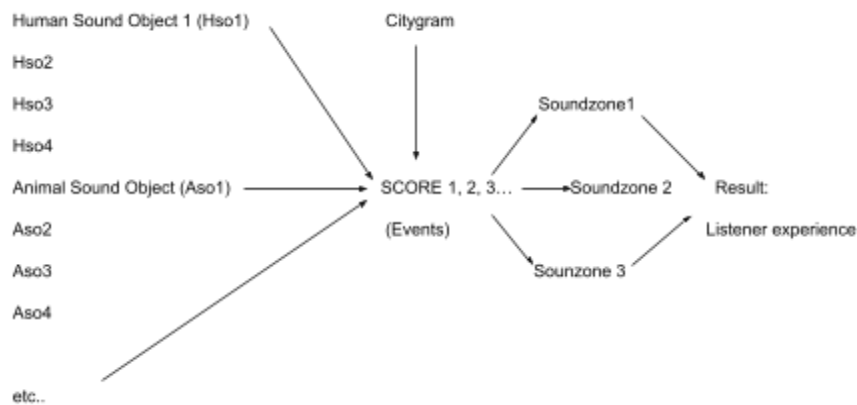 Human Sound Object 1 (Hso1)
Citygram
Hso2
Hso3
Soundzone1
Hso4
Animal Sound Object (Aso1)
SCORE 1, 2, 3...
Soundzone 2
Result:
Aso2
(Events)
Listener experience
Aso3
Sounzone 3
Aso4
etc..